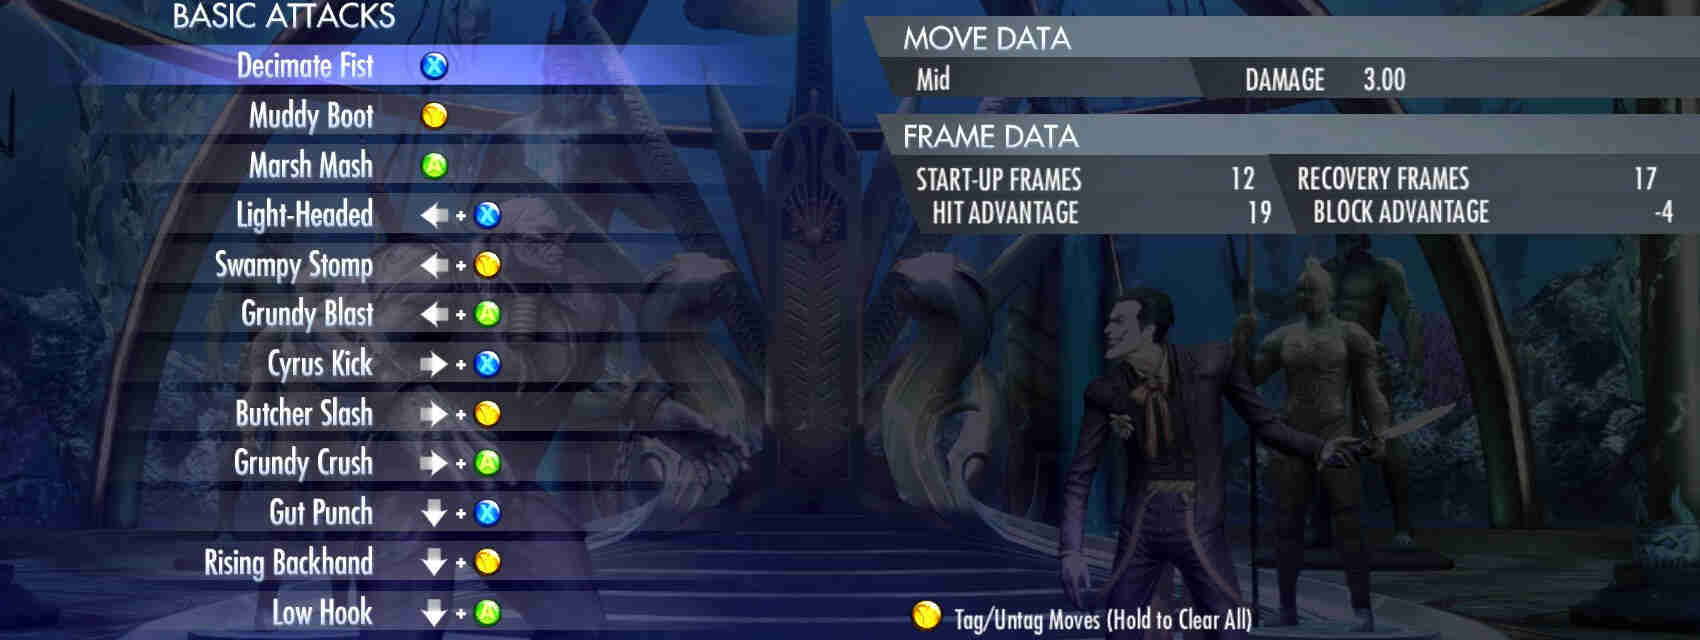 BASIC ATTACKS
Decimate Fist X
Muddy Boot Y
Marsh Mash A
Light-Headed + X
Swampy Stomp + Y
Grundy Blast + A
Cyrus Kick + X
Butcher Slash + Y
Grundy Crush + A
Gut Punch + X
Rising Backhand + Y
Low Hook + A
MOVE DATA
Mid DAMAGE 3.00
FRAME DATA
START-UP FRAMES 12 RECOVERY FRAMES 17
HIT ADVANTAGE 19 BLOCK ADVANTAGE -4
Y Tag/Untag Moves (Hold to Clear All)